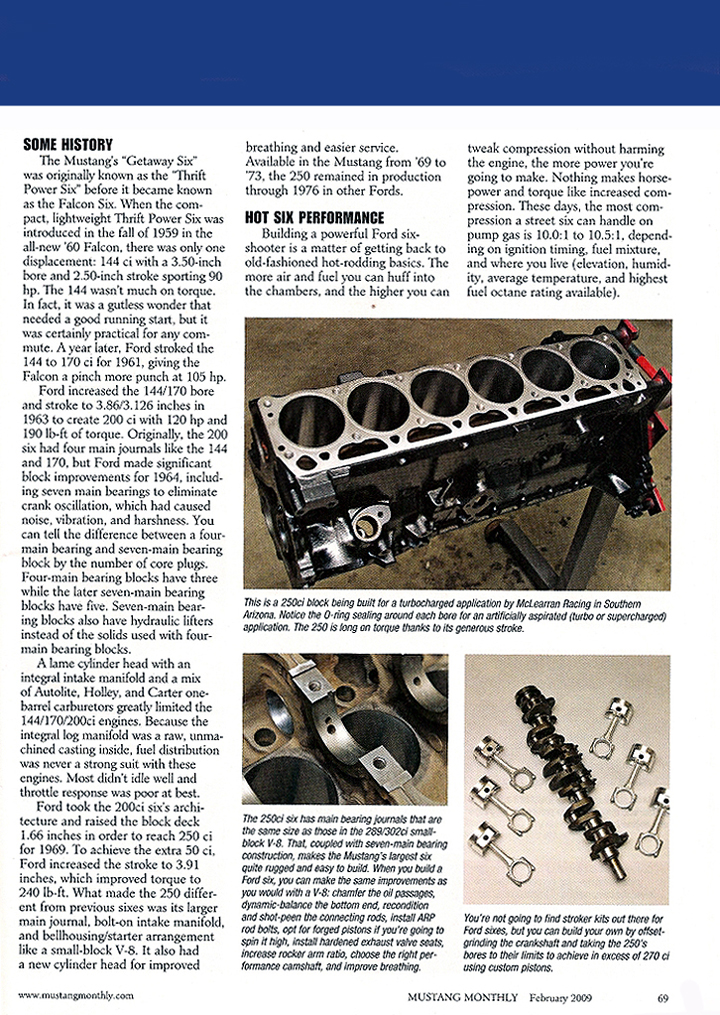 SOME HISTORY
The Mustang's "Getaway Six"
was originally known as the "Thrift
Power Six" before it became known
as the Falcon Six. When the com-
pact, lightweight Thrift Power Six was
introduced in the fall of 1959 in the
all-new '60 Falcon, there was only one
displacement: 144 ci with a 3.50-inch
bore and 2.50-inch stroke sporting 90
hp. The 144 wasn't much on torque.
In fact, it was a gutless wonder that
needed a good running start, but it
was certainly practical for any com-
mute. A year later, Ford stroked the
144 to 170 ci for 1961, giving the
Falcon a pinch more punch at 105 hp.
Ford increased the 144/170 bore
and stroke to 3.86/3.126 inches in
1963 to create 200 ci with 120 hp and
190 lb-ft of torque. Originally, the 200
six had four main journals like the 144
and 170, but Ford made significant
block improvements for 1964, includ-
ing seven main bearings to eliminate
crank oscillation, which had caused
noise, vibration, and harshness. You
can tell the difference between a four-
main bearing and seven-main bearing
block by the number of core plugs.
Four-main bearing blocks have three
while the later seven-main bearing
blocks have five. Seven-main bear-
ing blocks also have hydraulic lifters
instead of the solids used with four-
main bearing blocks.
A lame cylinder head with an
integral intake manifold and a mix
of Autolite, Holley, and Carter one-
barrel carburetors greatly limited the
144/170/200ci engines. Because the
integral log manifold was a raw, unma-
chined casting inside, fuel distribution
was never a strong suit with these
engines. Most didn't idle well and
throttle response was poor at best.
Ford took the 200ci six's archi-
tecture and raised the block deck
1.66 inches in order to reach 250 ci
for 1969. To achieve the extra 50 ci,
Ford increased the stroke to 3.91
inches, which improved torque to
240 lb-ft. What made the 250 differ-
ent from previous sixes was its larger
main journal, bolt-on intake manifold,
and bellhousing/starter arrangement
like a small-block V-8. It also had
a new cylinder head for improved
breathing and easier service.
Available in the Mustang from '69 to
'73, the 250 remained in production
through 1976 in other Fords.
HOT SIX PERFORMANCE
Building a powerful Ford six-
shooter is a matter of getting back to
old-fashioned hot-rodding basics. The
more air and fuel you can huff into
the chambers, and the higher you can
tweak compression without harming
the engine, the more power you're
going to make. Nothing makes horse-
power and torque like increased com-
pression. These days, the most com-
pression a street six can handle on
pump gas is 10.0:1 to 10.5:1, depend-
ing on ignition timing, fuel mixture,
and where you live (elevation, humid-
ity, average temperature, and highest
fuel octane rating available).
This is a 250ci block being built for a turbocharged application by McLearran Racing in Southern
Arizona. Notice the O-ring sealing around each bore for an artificially aspirated (turbo or supercharged)
application. The 250 is long on torque thanks to its generous stroke.
The 250ci six has main bearing journals that are
the same size as those in the 289/302ci small-
block V-8. That, coupled with seven-main bearing
construction, makes the Mustang's largest six
quite rugged and easy to build. When you build a
Ford six, you can make the same improvements as
you would with a V-8: chamfer the oil passages,
dynamic-balance the bottom end, recondition
and shot-peen the connecting rods, install ARP
rod bolts, opt for forged pistons if you're going to
spin it high, install hardened exhaust valve seats,
increase rocker arm ratio, choose the right per-
formance camshaft, and improve breathing.
You're not going to find stroker kits out there for
Ford sixes, but you can build your own by offset-
grinding the crankshaft and taking the 250's
bores to their limits to achieve in excess of 270 ci
using custom pistons.
www.mustangmonthly.com
MUSTANG MONTHLY February 2009 69